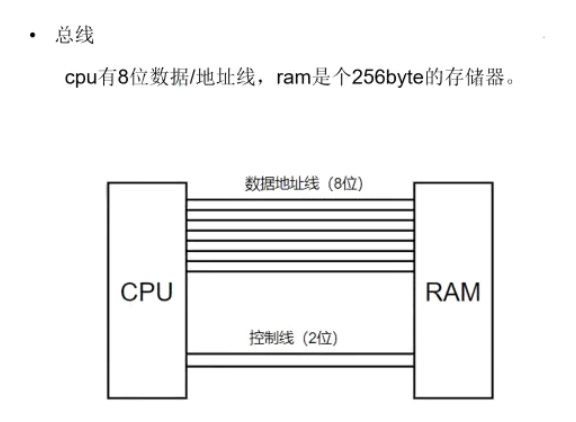 • 总线
cpu有8位数据/地址线，ram是个256byte的存储器。
数据地址线（8位）
CPU
RAM
控制线（2位）